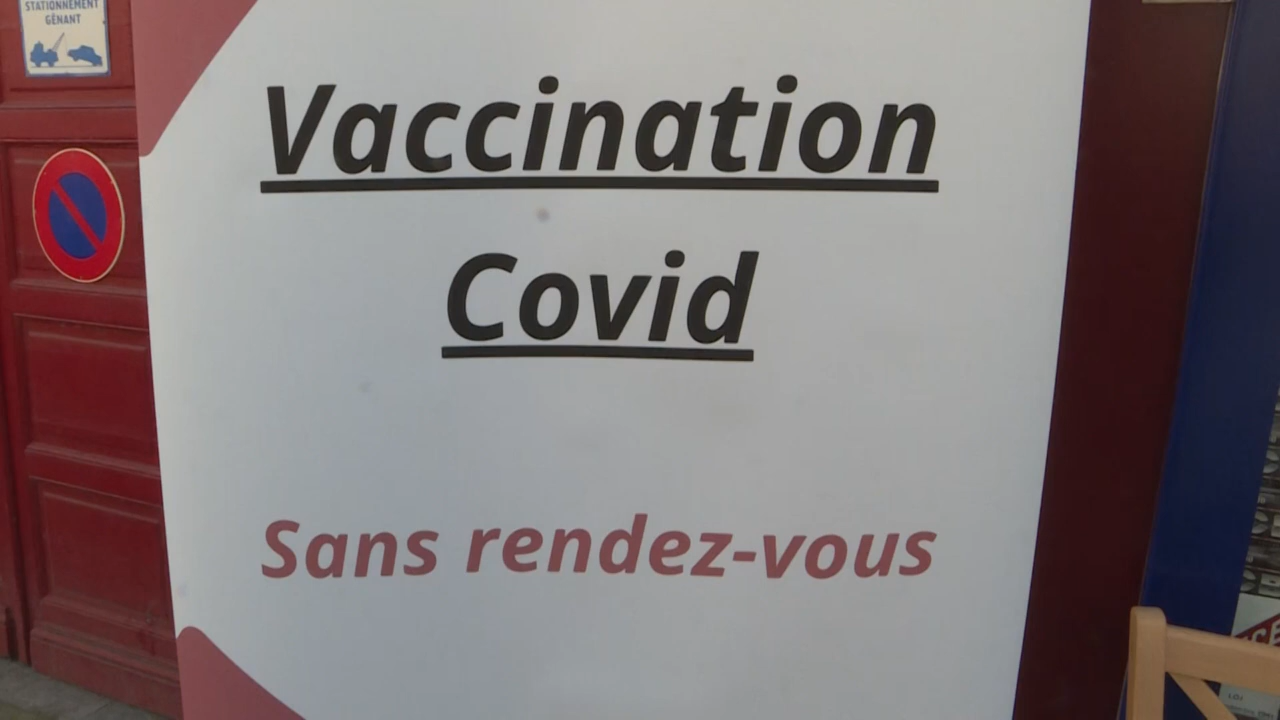 STATIONNEMENT
GÊNANT
Vaccination
Covid
Sans rendez-vous